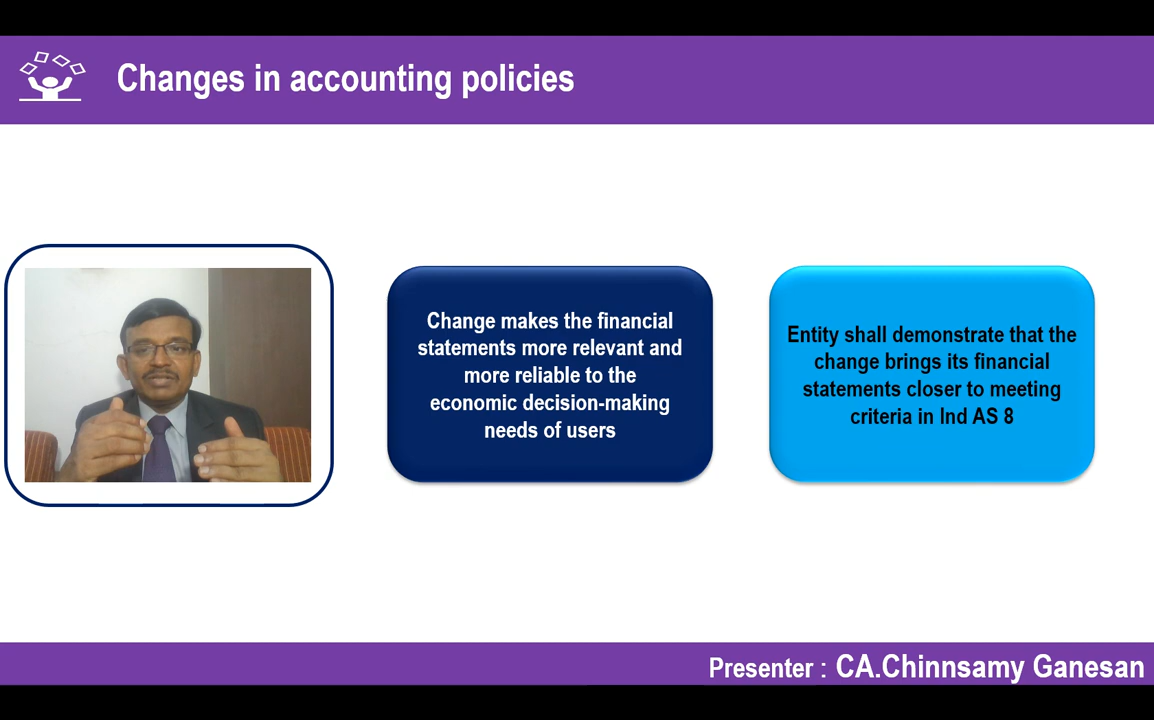 Changes in accounting policies
Change makes the financial
statements more relevant and
more reliable to the
economic decision-making
needs of users
Entity shall demonstrate that the
change brings its financial
statements closer to meeting
criteria in Ind AS 8
Presenter : CA.Chinnsamy Ganesan